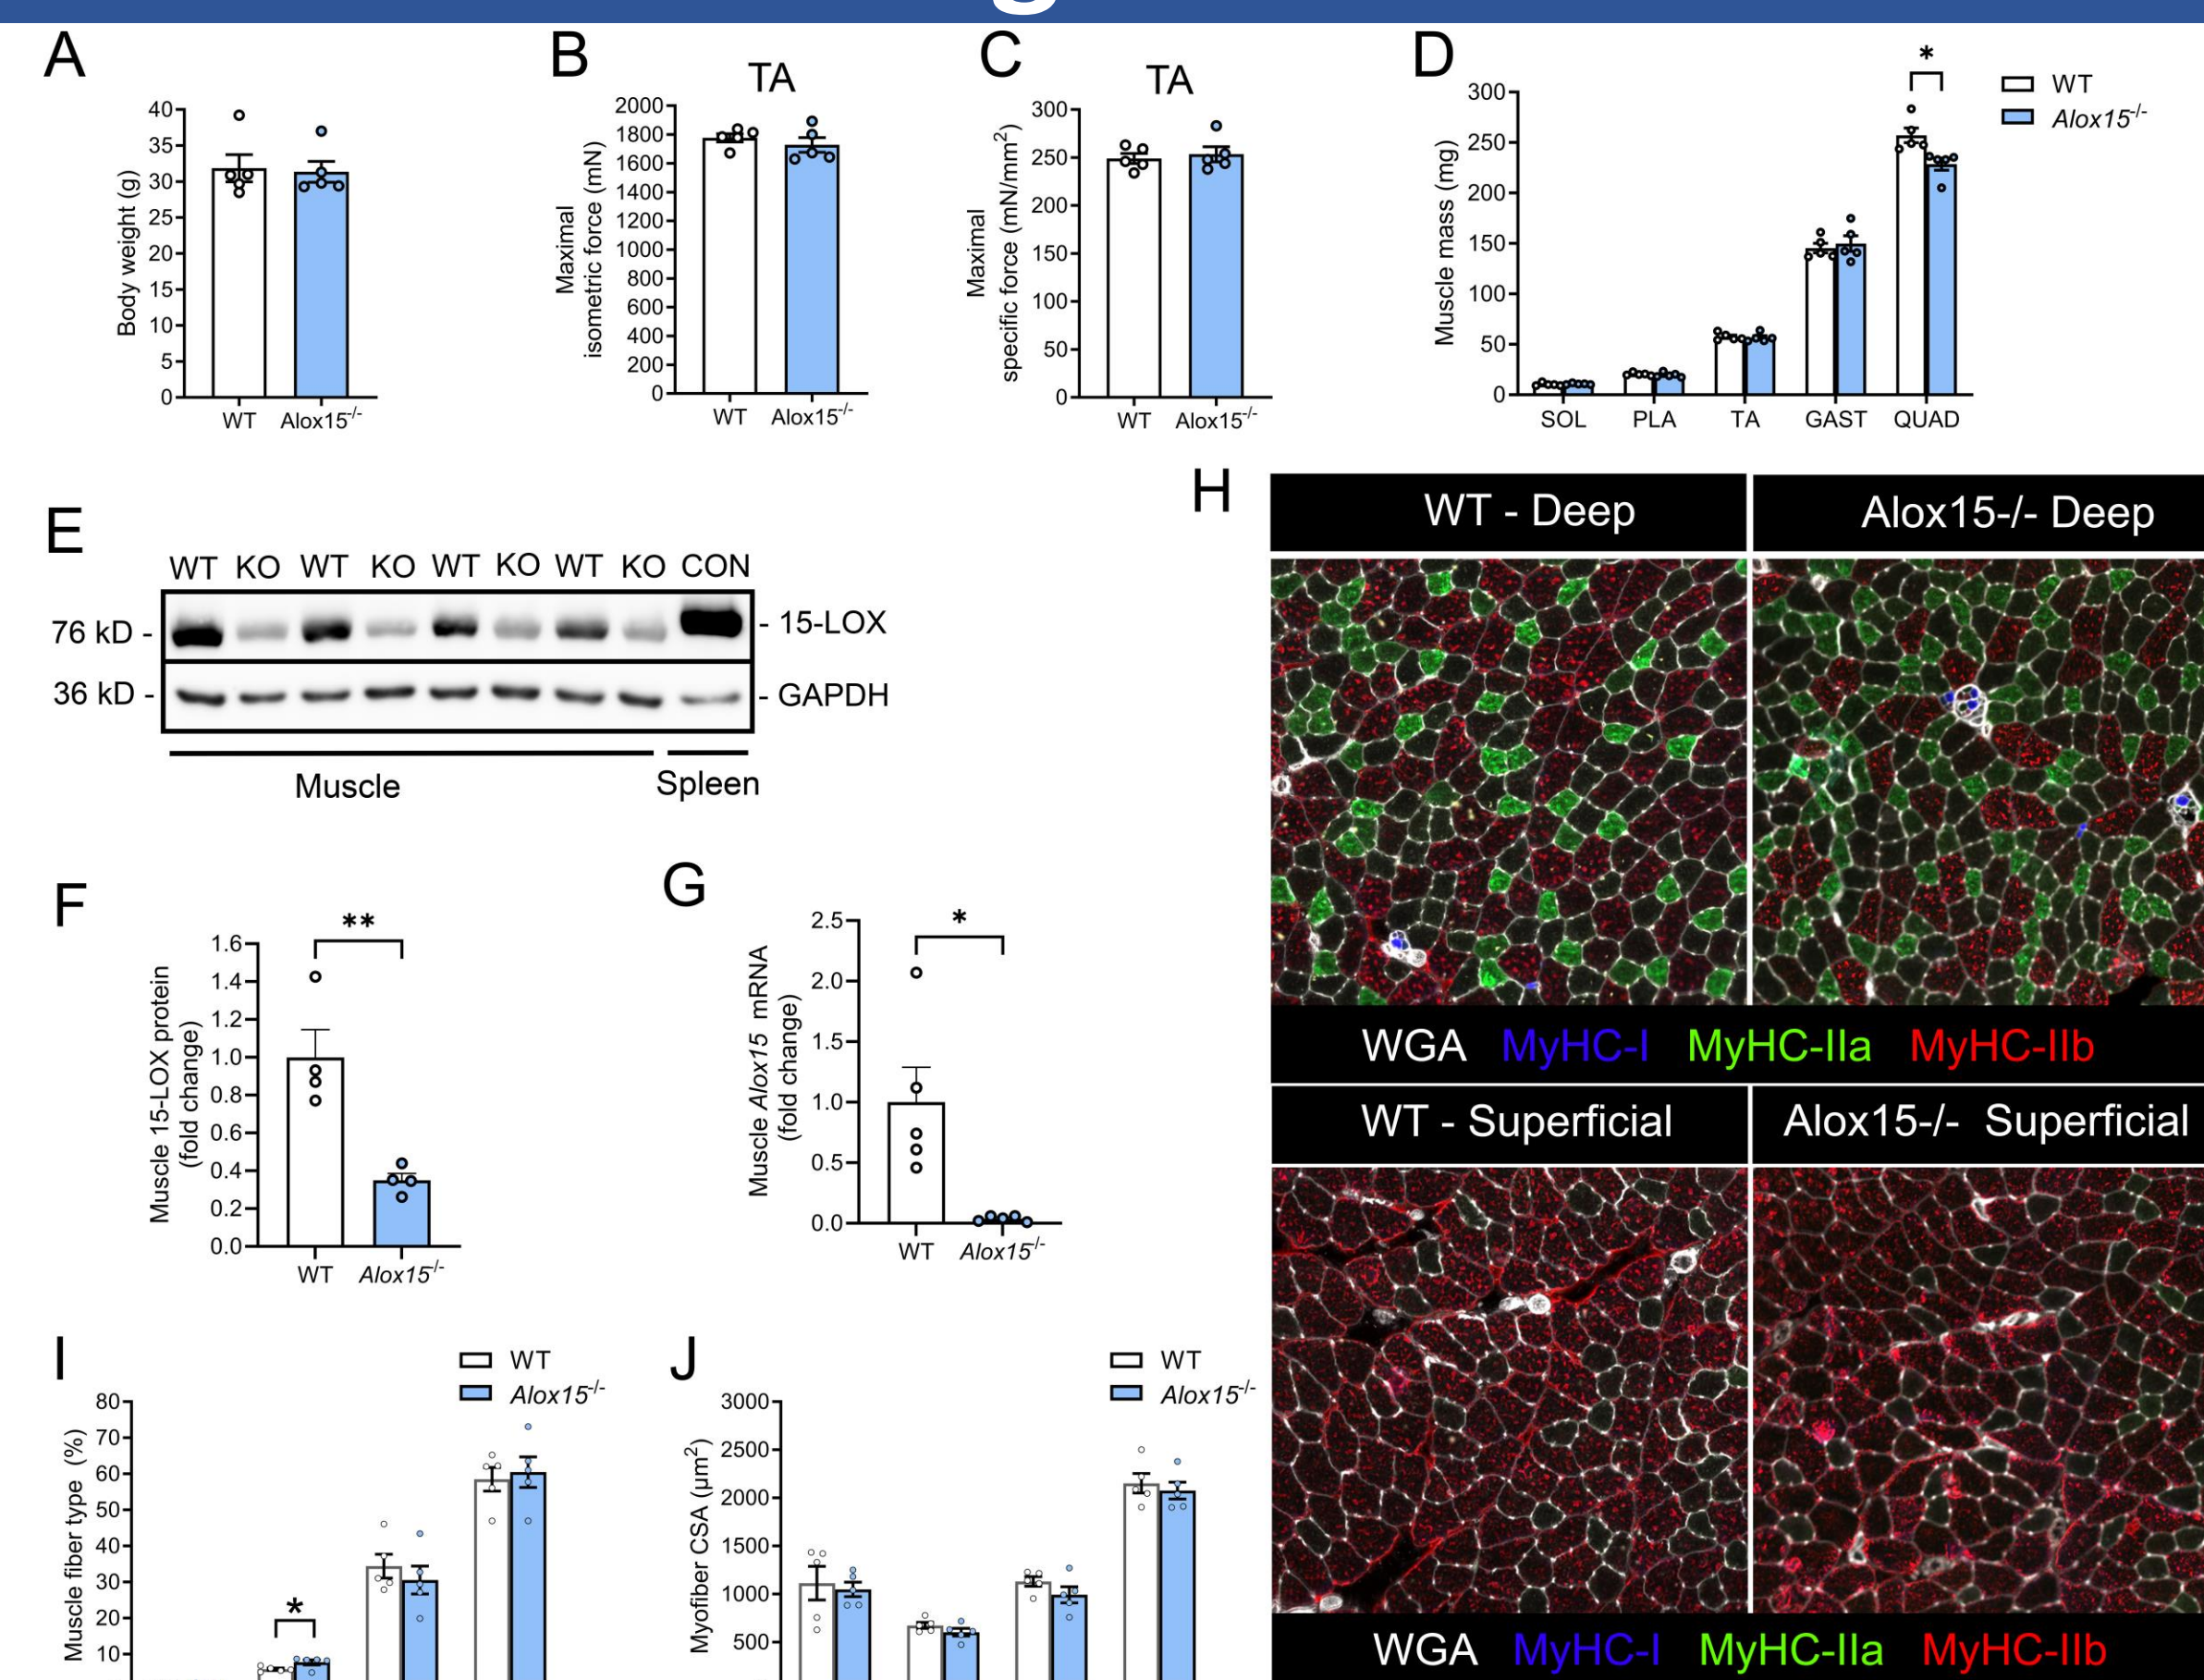 A
Body weight (g)
40
35
30
25
20
15
10
5
0
WT Alox15-/-
B
TA
Maximal
isometric force (mN)
2000
1800
1600
1400
1200
1000
800
600
400
200
0
WT Alox15-/-
C
TA
Maximal
specific force (mN/mm2)
300
250
200
150
100
50
0
WT Alox15-/-
D
*
WT
Alox15-/-
Muscle mass (mg)
300
250
200
150
100
50
0
SOL PLA TA GAST QUAD
E
WT KO WT KO WT KO WT KO CON
76 kD - - 15-LOX
36 kD - - GAPDH
Muscle Spleen
F
**
Muscle 15-LOX protein
(fold change)
1.6
1.4
1.2
1.0
0.8
0.6
0.4
0.2
0.0
WT Alox15-/-
G
*
Muscle Alox15 mRNA
(fold change)
2.5
2.0
1.5
1.0
0.5
0.0
WT Alox15-/-
H
WT - Deep Alox15-/- Deep
WGA MyHC-I MyHC-IIa MyHC-IIb
WT - Superficial Alox15-/- Superficial
WGA MyHC-I MyHC-IIa MyHC-IIb
I
WT
Alox15-/-
Muscle fiber type (%)
80
70
60
50
40
30
20
10
*
J
WT
Alox15-/-
Myofiber CSA (µm2)
3000
2500
2000
1500
1000
500